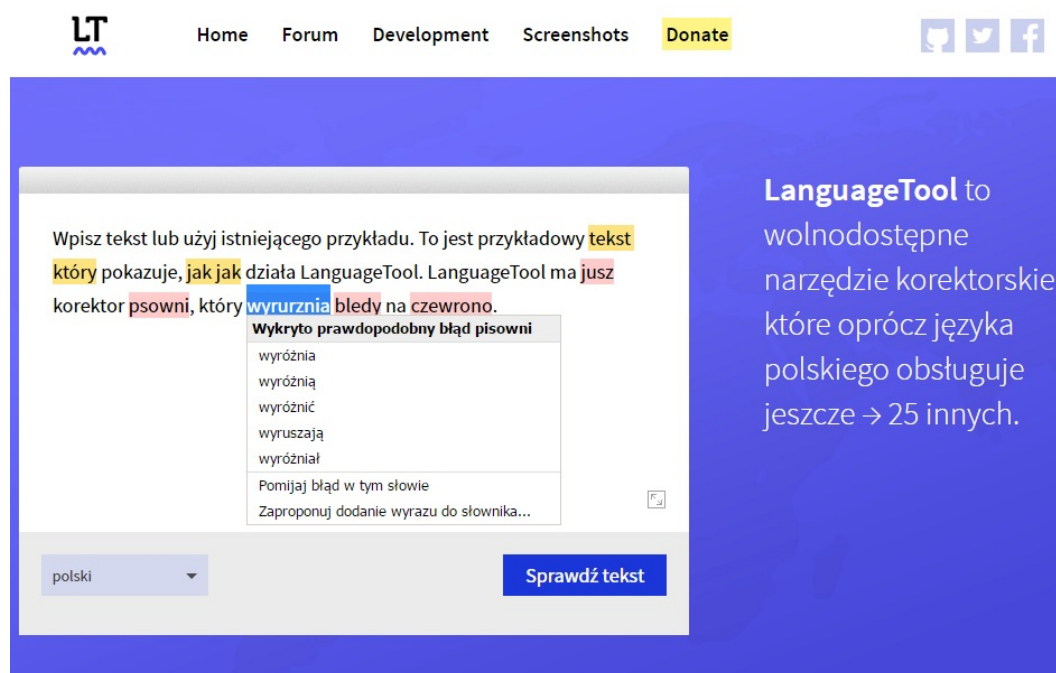 LT
Home Forum Development Screenshots Donate
Wpisz tekst lub użyj istniejącego przykładu. To jest przykładowy tekst
który pokazuje, jak jak działa LanguageTool. LanguageTool ma jusz
korektor psowni, który wyrurznia bledy na czewrono.
Wykryto prawdopodobny błąd pisowni
wyróżnia
wyróżnią
wyróżnić
wyruszają
wyróżniał
Pomijaj błąd w tym słowie
Zaproponuj dodanie wyrazu do słownika...
polski
Sprawdź tekst
LanguageTool to
wolnodostępne
narzędzie korektorskie
które oprócz języka
polskiego obsługuje
jeszcze → 25 innych.